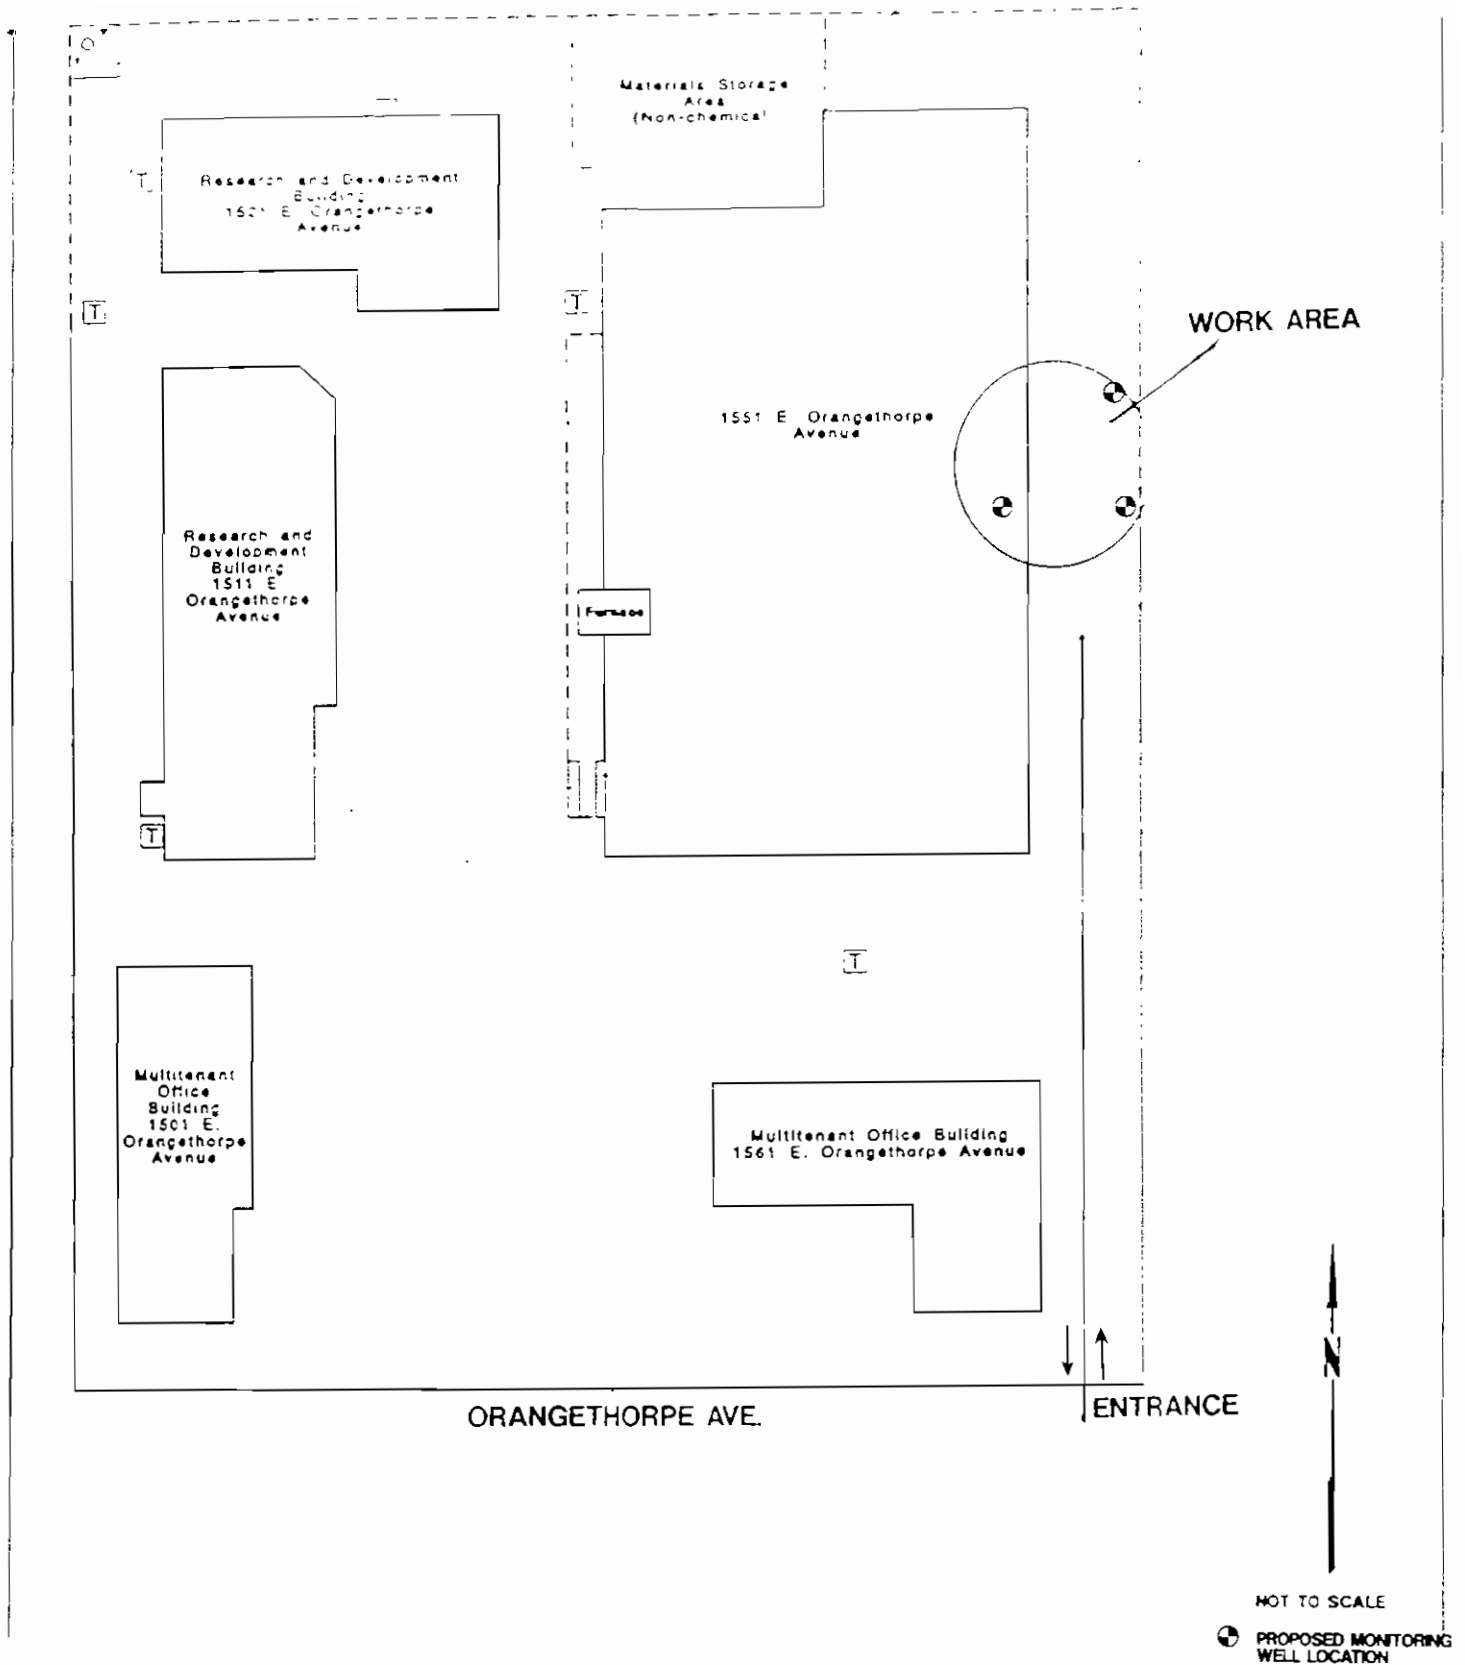 Materials Storage
Area
(Non-chemical
T
Research and Development
Building
1521 E. Orangethorpe
Avenue
T
T
WORK AREA
1551 E. Orangethorpe
Avenue
Research and
Development
Building
1511 E
Orangethorpe
Avenue
Furnace
T
T
Multitenant
Office
Building
1501 E.
Orangethorpe
Avenue
Multitenant Office Building
1561 E. Orangethorpe Avenue
ORANGETHORPE AVE.
ENTRANCE
N
NOT TO SCALE
PROPOSED MONITORING
WELL LOCATION